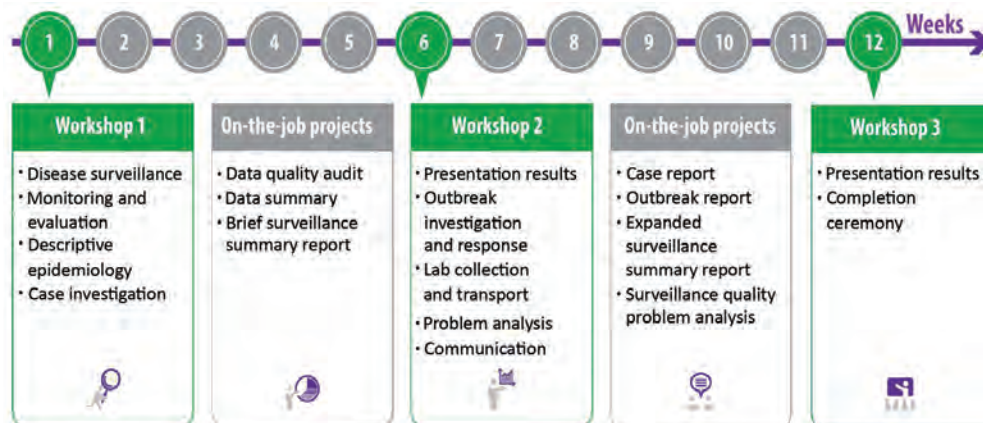 1 2 3 4 5 6 7 8 9 10 11 12 Weeks
Workshop 1
• Disease surveillance
• Monitoring and
evaluation
• Descriptive
epidemiology
• Case investigation
On-the-job projects
• Data quality audit
• Data summary
• Brief surveillance
summary report
Workshop 2
• Presentation results
• Outbreak
investigation
and response
• Lab collection
and transport
• Problem analysis
• Communication
On-the-job projects
• Case report
• Outbreak report
• Expanded
surveillance
summary report
• Surveillance quality
problem analysis
Workshop 3
• Presentation results
• Completion
ceremony